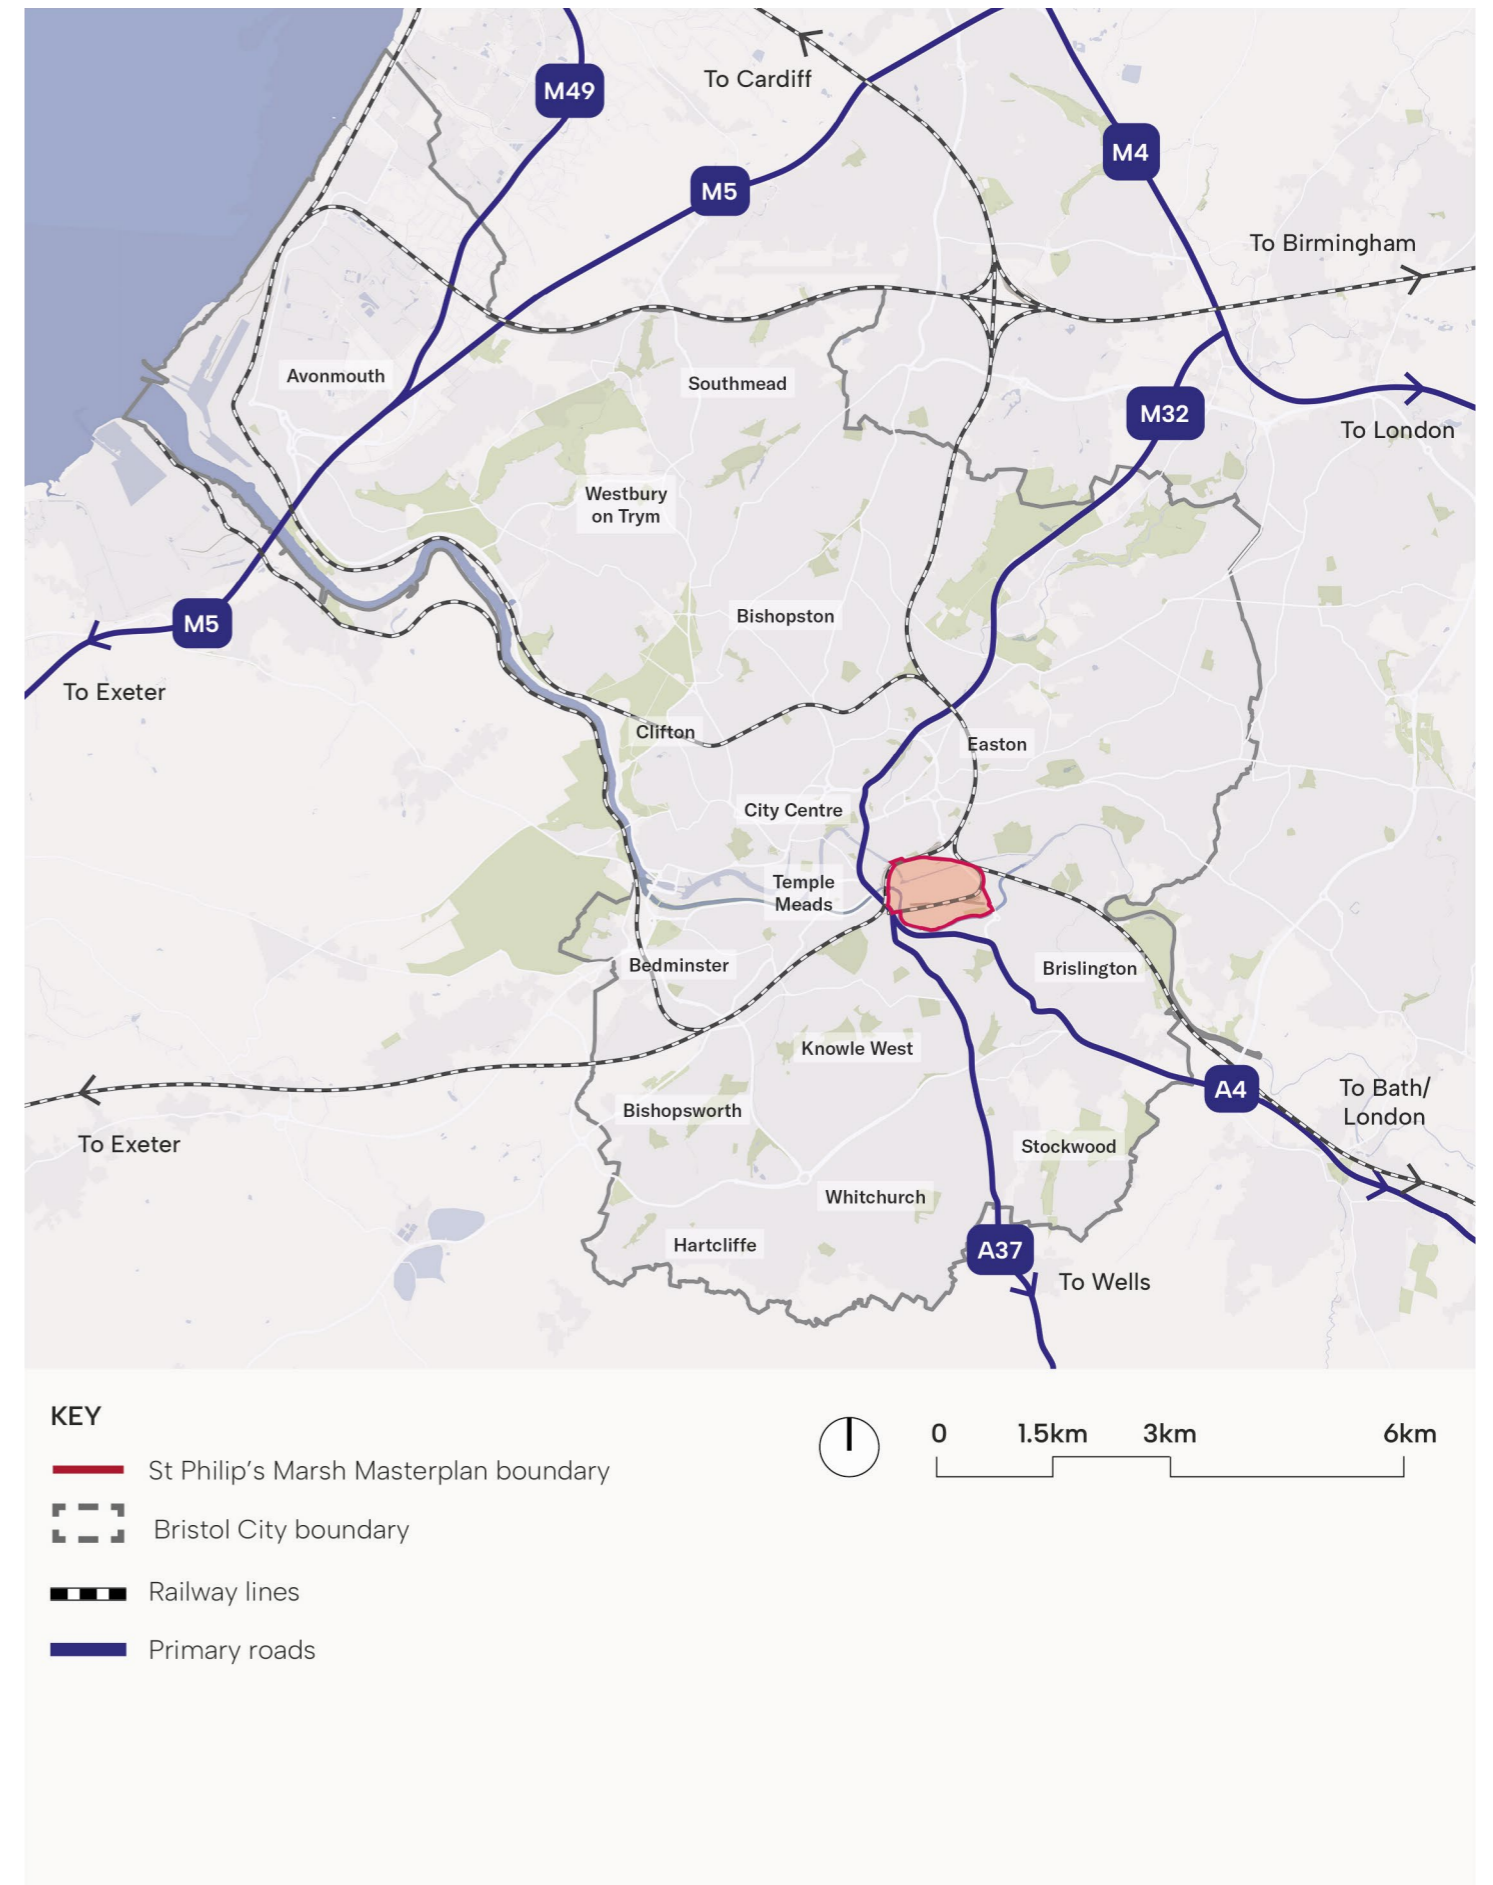 M49
To Cardiff
M4
M5
To Birmingham
Avonmouth
Southmead
M32
To London
Westbury
on Trym
Bishopston
M5
To Exeter
Clifton
Easton
City Centre
Temple
Meads
Bedminster
Brislington
Knowle West
A4
To Bath/
London
Bishopsworth
To Exeter
Stockwood
Whitchurch
Hartcliffe
A37
To Wells
KEY
St Philip's Marsh Masterplan boundary
Bristol City boundary
Railway lines
Primary roads
0 1.5km 3km 6km